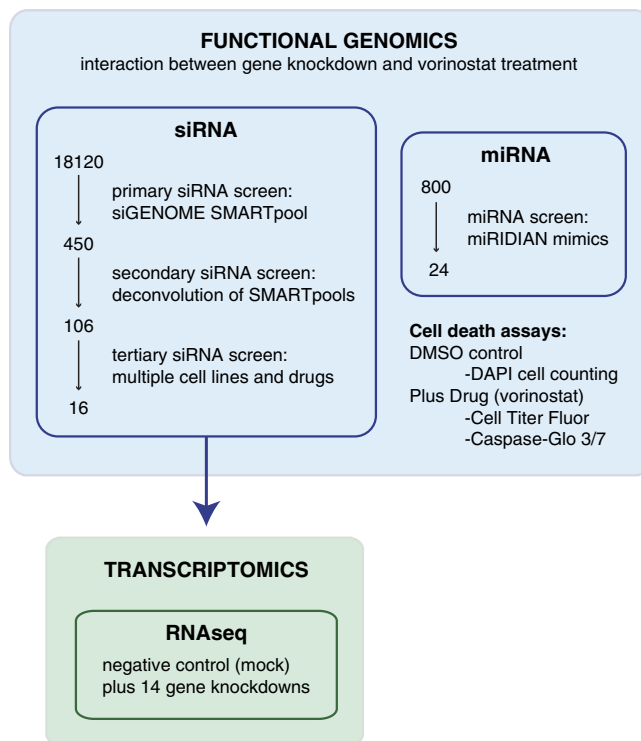 FUNCTIONAL GENOMICS
interaction between gene knockdown and vorinostat treatment
siRNA
18120
primary siRNA screen:
siGENOME SMARTpool
450
secondary siRNA screen:
deconvolution of SMARTpools
106
tertiary siRNA screen:
multiple cell lines and drugs
16
miRNA
800
miRNA screen:
miRIDIAN mimics
24
Cell death assays:
DMSO control
-DAPI cell counting
Plus Drug (vorinostat)
-Cell Titer Fluor
-Caspase-Glo 3/7
TRANSCRIPTOMICS
RNAseq
negative control (mock)
plus 14 gene knockdowns